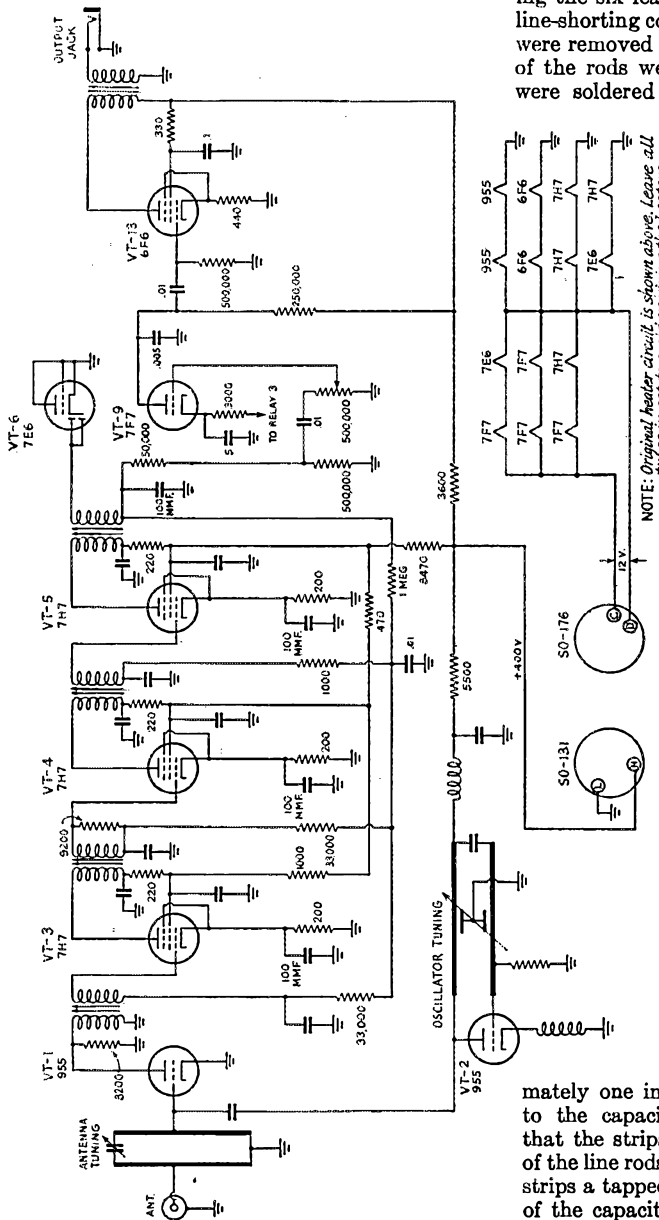 ing the six lea
line-shorting co
were removed
of the rods we
were soldered
OUTPUT
JACK
330
.1
VT-13
6F6
440
.01
500,000
250,000
.005
VT-6
7E6
VT-9
7F7
3000
TO RELAY 3
5
.01
500,000
50,000
100
MMF.
500,000
3600
VT-5
7H7
220
200
100
MMF.
1 MEG
8470
470
.01
1000
VT-4
7H7
220
200
100
MMF.
9200
33,000
1000
VT-3
7H7
220
200
100
MMF.
33,000
VT-1
955
8200
ANTENNA
TUNING
ANT.
VT-2
955
OSCILLATOR TUNING
5500
+400V
SO-131
L
H
SO-176
C
D
12 V.
955
955
6F6
6F6
7H7
7H7
7E6
7H7
7E6
7F7
7F7
7F7
7H7
7F7
NOTE: Original heater circuit is shown above. Leave all
mately one in
to the capaci
that the strips
of the line rods
strips a tapped
of the capacit